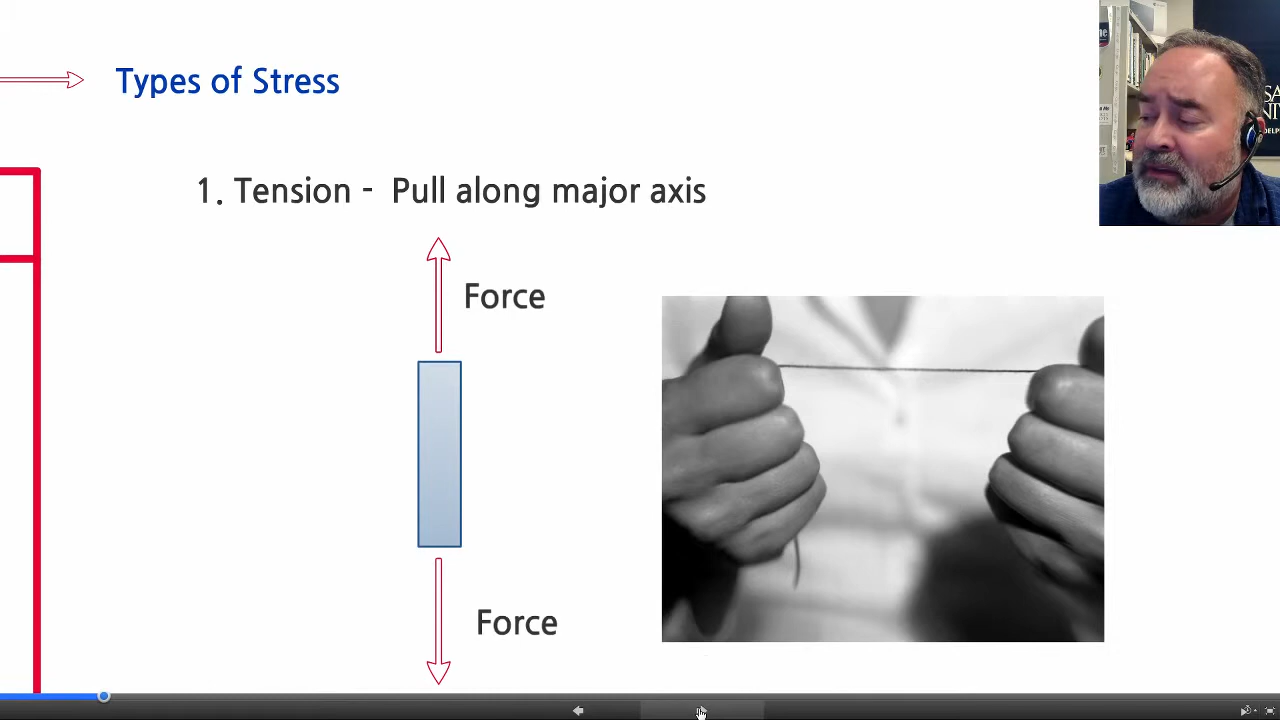 Types of Stress
1. Tension - Pull along major axis
Force
Force